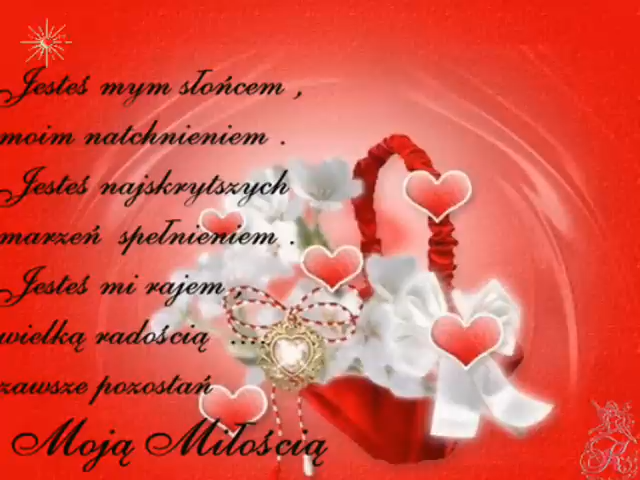 Jesteś mym słońcem ,
moim natchnieniem .
Jesteś najskrytszych
marzeń spełnieniem .
Jesteś mi rajem ,
wielką radością ....
zawsze pozostań
Moją Miłością